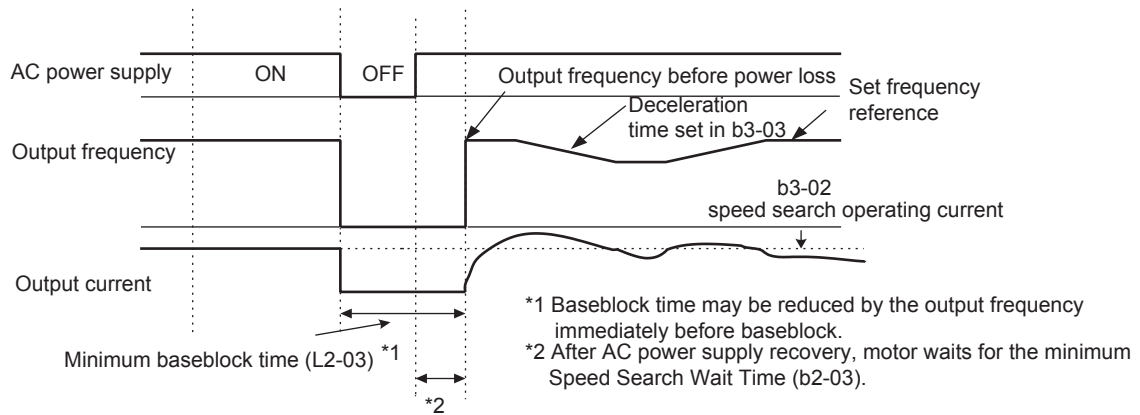 AC power supply
ON
OFF
Output frequency before power loss
Deceleration
time set in b3-03
Set frequency
reference
Output frequency
b3-02
speed search operating current
Output current
*1 Baseblock time may be reduced by the output frequency
immediately before baseblock.
Minimum baseblock time (L2-03) *1
*2 After AC power supply recovery, motor waits for the minimum
Speed Search Wait Time (b2-03).
*2